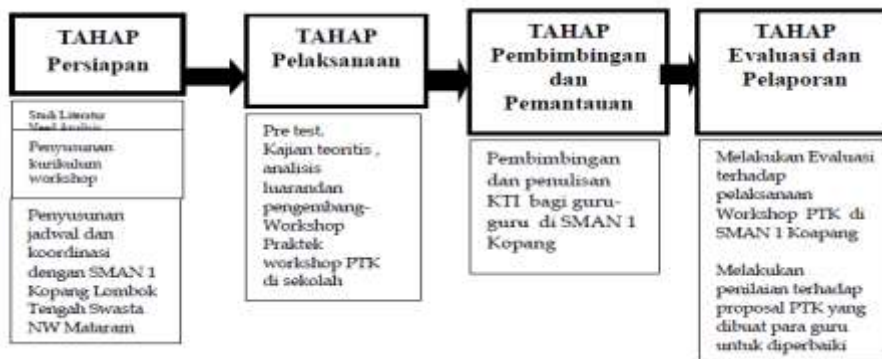 TAHAP
Persiapan
Studi Literatur
Need Analisis
Penyusunan
kurikulum
workshop
Penyusunan
jadwal dan
koordinasi
dengan SMAN 1
Kopang Lombok
Tengah Swasta
NW Mataram
TAHAP
Pelaksanaan
Pre test.
Kajian teoritis ,
analisis
luarandan
pengembang-
Workshop
Praktek
workshop PTK
di sekolah
TAHAP
Pembimbingan
dan
Pemantauan
Pembimbingan
dan penulisan
KTI bagi guru-
guru di SMAN 1
Kopang
TAHAP
Evaluasi dan
Pelaporan
Melakukan Evaluasi
terhadap
pelaksanaan
Workshop PTK di
SMAN 1 Koapang
Melakukan
penilaian terhadap
proposal PTK yang
dibuat para guru
untuk diperbaiki